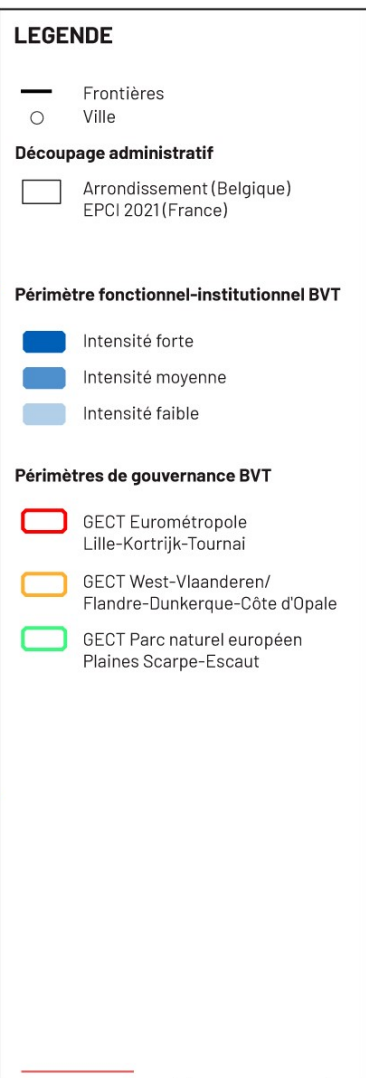 LEGENDE
Frontières
Ville
Découpage administratif
Arrondissement (Belgique)
EPCI 2021 (France)
Périmètre fonctionnel-institutionnel BVT
Intensité forte
Intensité moyenne
Intensité faible
Périmètres de gouvernance BVT
GECT Eurométropole
Lille-Kortrijk-Tournai
GECT West-Vlaanderen/
Flandre-Dunkerque-Côte d'Opale
GECT Parc naturel européen
Plaines Scarpe-Escaut